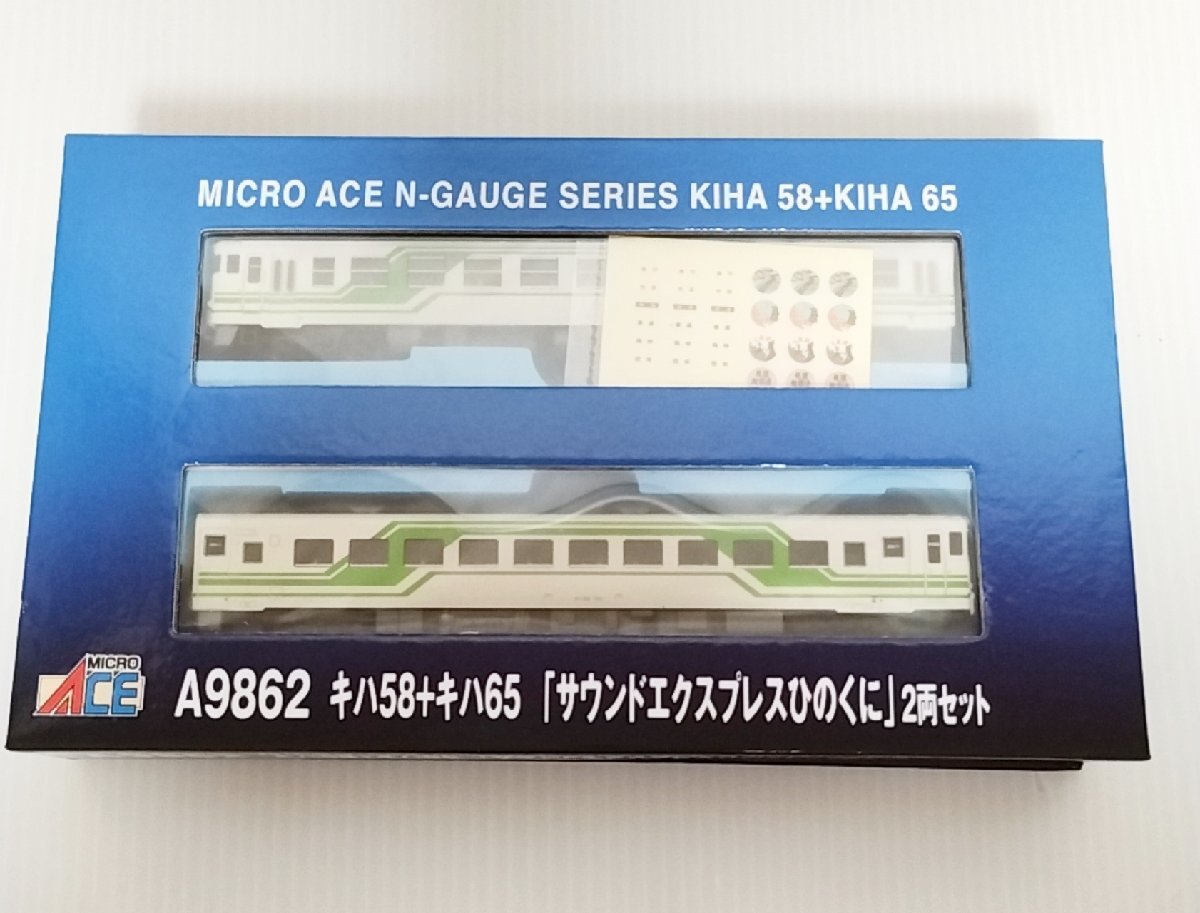 MICRO ACE N-GAUGE SERIES KIHA 58+KIHA 65
MICRO
ACE
A9862 キハ58+キハ65 「サウンドエクスプレスひのくに」2両セット